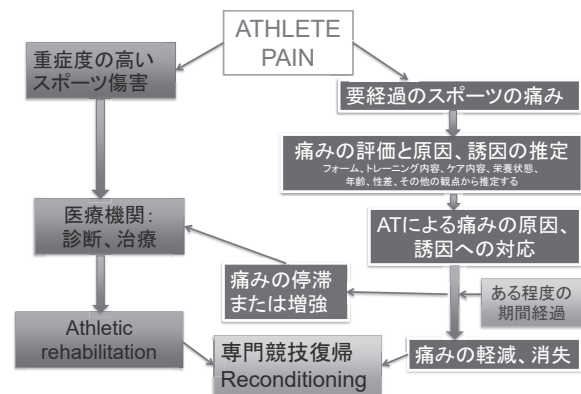 ATHLETE
PAIN
重症度の高い
スポーツ傷害
要経過のスポーツの痛み
痛みの評価と原因、誘因の推定
フォーム、トレーニング内容、ケア内容、栄養状態、
年齢、性差、その他の観点から推定する
医療機関:
診断、治療
ATによる痛みの原因、
誘因への対応
痛みの停滞
または増強
ある程度の
期間経過
Athletic
rehabilitation
専門競技復帰
Reconditioning
痛みの軽減、消失